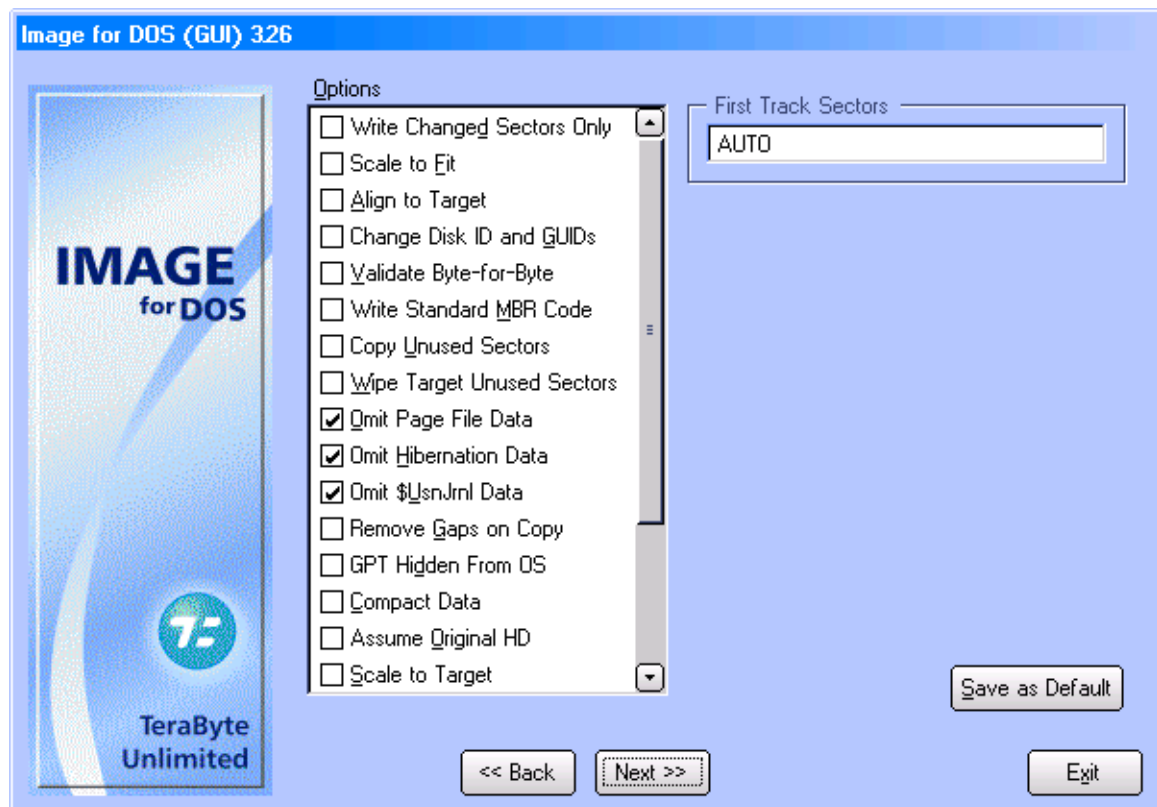 Image for DOS (GUI) 3.26
IMAGE
for DOS
TeraByte
Unlimited
Options
Write Changed Sectors Only
Scale to Fit
Align to Target
Change Disk ID and GUIDs
Validate Byte-for-Byte
Write Standard MBR Code
Copy Unused Sectors
Wipe Target Unused Sectors
Omit Page File Data
Omit Hibernation Data
Omit $UsnJrnl Data
Remove Gaps on Copy
GPT Hidden From OS
Compact Data
Assume Original HD
Scale to Target
First Track Sectors
AUTO
Save as Default
<< Back
Next >>
Exit